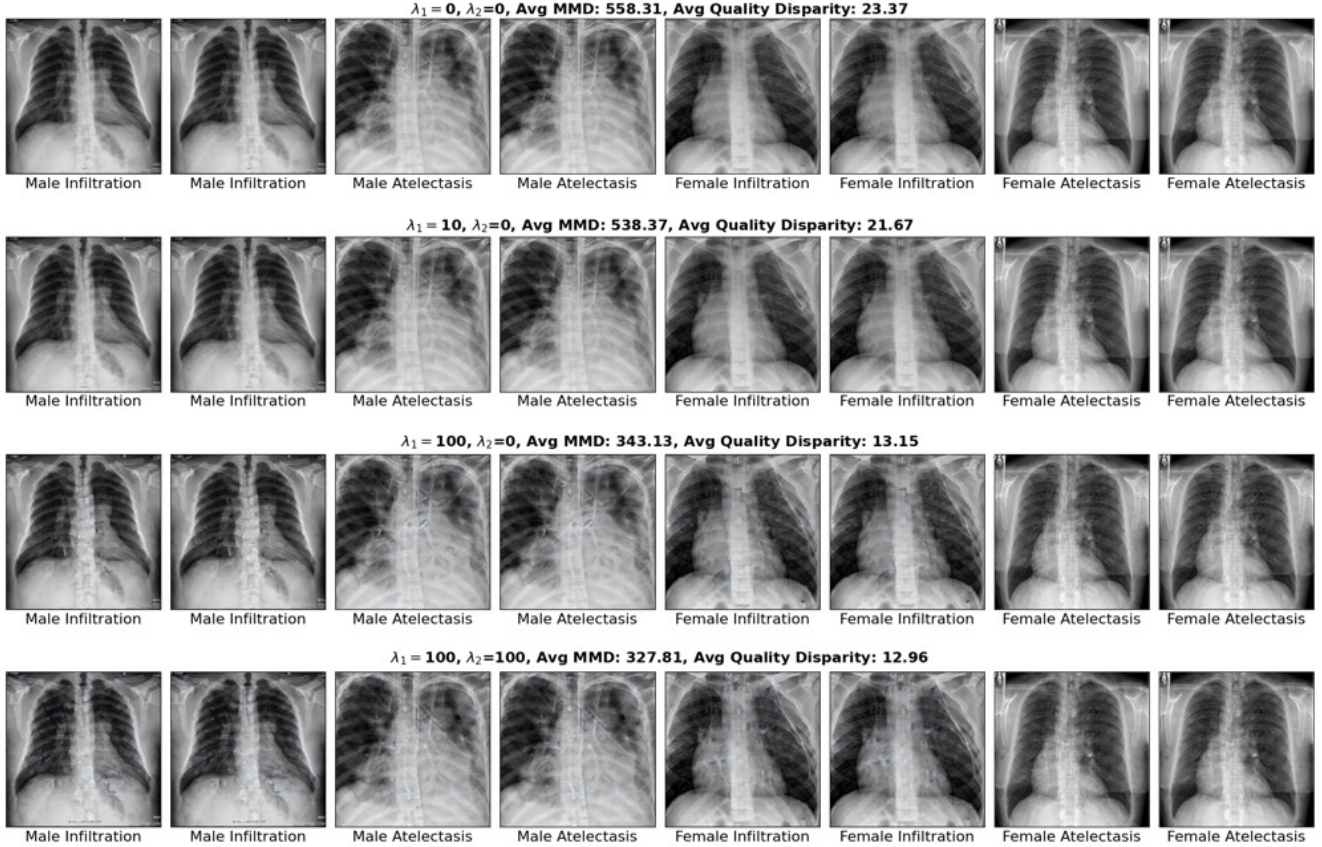 λ₁ = 0, λ₂=0, Avg MMD: 558.31, Avg Quality Disparity: 23.37
Male Infiltration Male Infiltration Male Atelectasis Male Atelectasis Female Infiltration Female Infiltration Female Atelectasis Female Atelectasis
λ₁ = 10, λ₂=0, Avg MMD: 538.37, Avg Quality Disparity: 21.67
Male Infiltration Male Infiltration Male Atelectasis Male Atelectasis Female Infiltration Female Infiltration Female Atelectasis Female Atelectasis
λ₁ = 100, λ₂=0, Avg MMD: 343.13, Avg Quality Disparity: 13.15
Male Infiltration Male Infiltration Male Atelectasis Male Atelectasis Female Infiltration Female Infiltration Female Atelectasis Female Atelectasis
λ₁ = 100, λ₂=100, Avg MMD: 327.81, Avg Quality Disparity: 12.96
Male Infiltration Male Infiltration Male Atelectasis Male Atelectasis Female Infiltration Female Infiltration Female Atelectasis Female Atelectasis